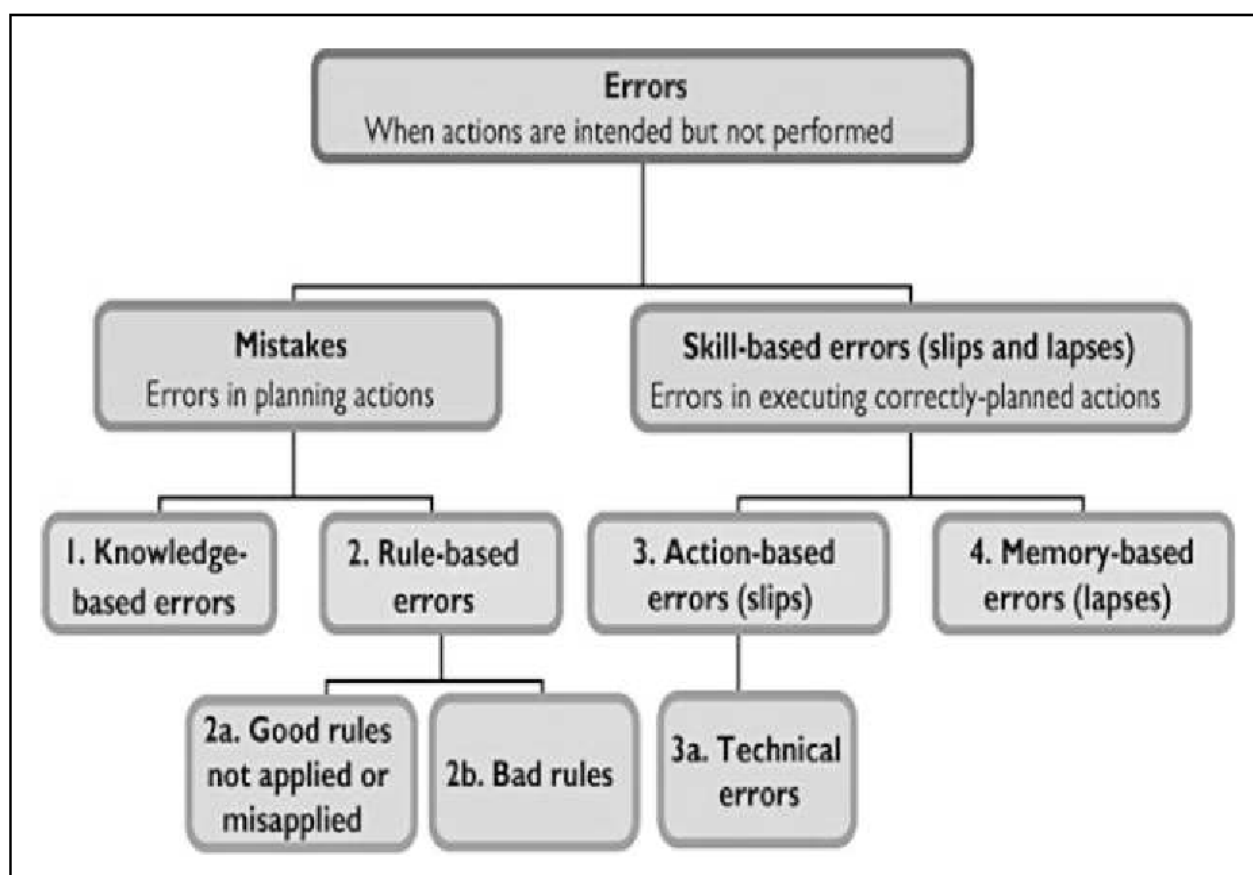 Errors
When actions are intended but not performed
Mistakes
Errors in planning actions
Skill-based errors (slips and lapses)
Errors in executing correctly-planned actions
1. Knowledge-
based errors
2. Rule-based
errors
3. Action-based
errors (slips)
4. Memory-based
errors (lapses)
2a. Good rules
not applied or
misapplied
2b. Bad rules
3a. Technical
errors